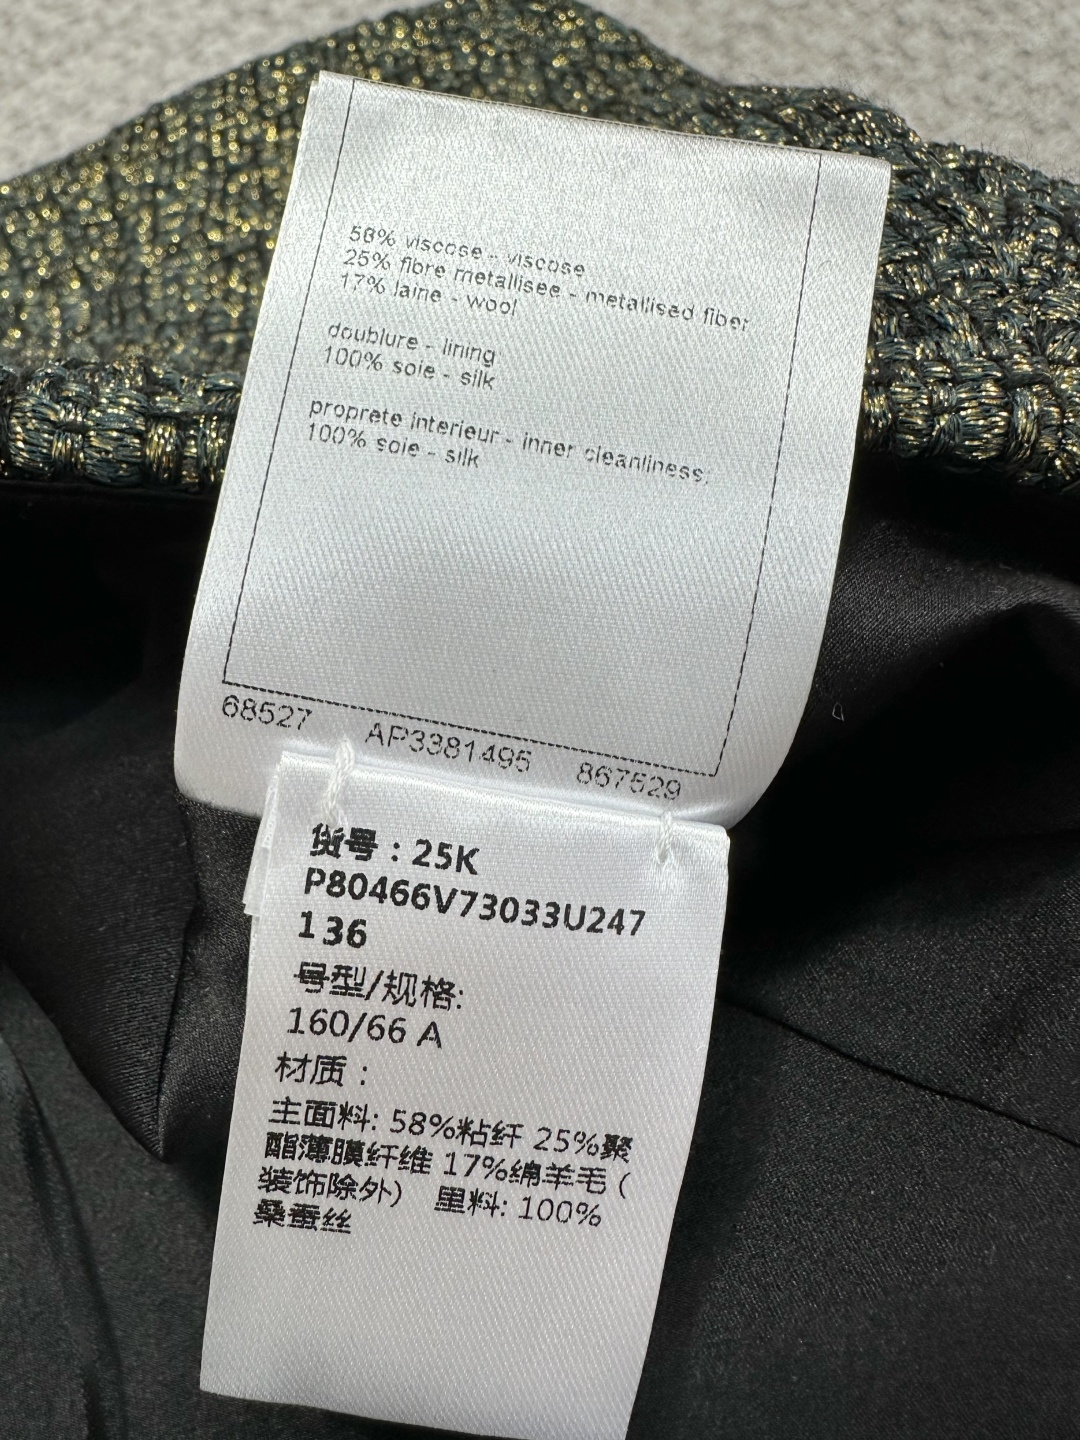 58% viscose - viscose
25% fibre metallisee - metallised fiber
17% laine - wool
doublure - lining
100% soie - silk
proprete interieur - inner cleanliness.
100% soie - silk
68527 AP3381495 867529
货号：25K
P80466V73033U247
136
号型/规格:
160/66 A
材质：
主面料: 58%粘纤 25%聚
酯薄膜纤维 17%绵羊毛（
装饰除外） 里料: 100%
桑蚕丝